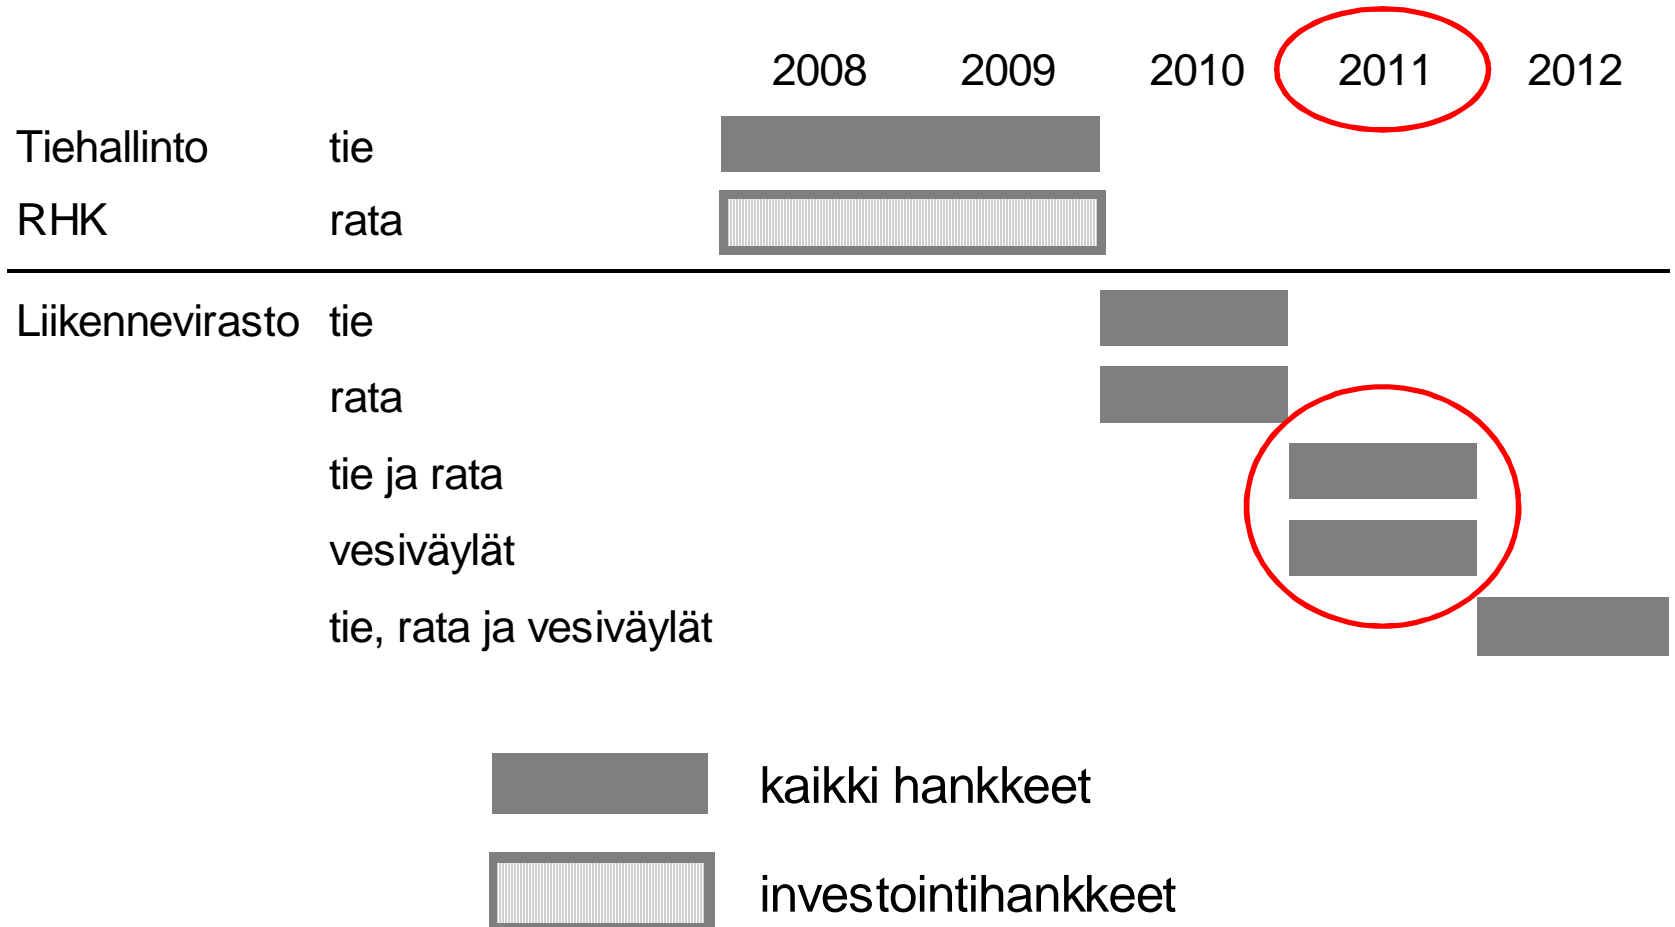 2008 2009 2010 2011 2012
Tiehallinto tie
RHK rata
Liikennevirasto tie
rata
tie ja rata
vesiväylät
tie, rata ja vesiväylät
kaikki hankkeet
investointihankkeet